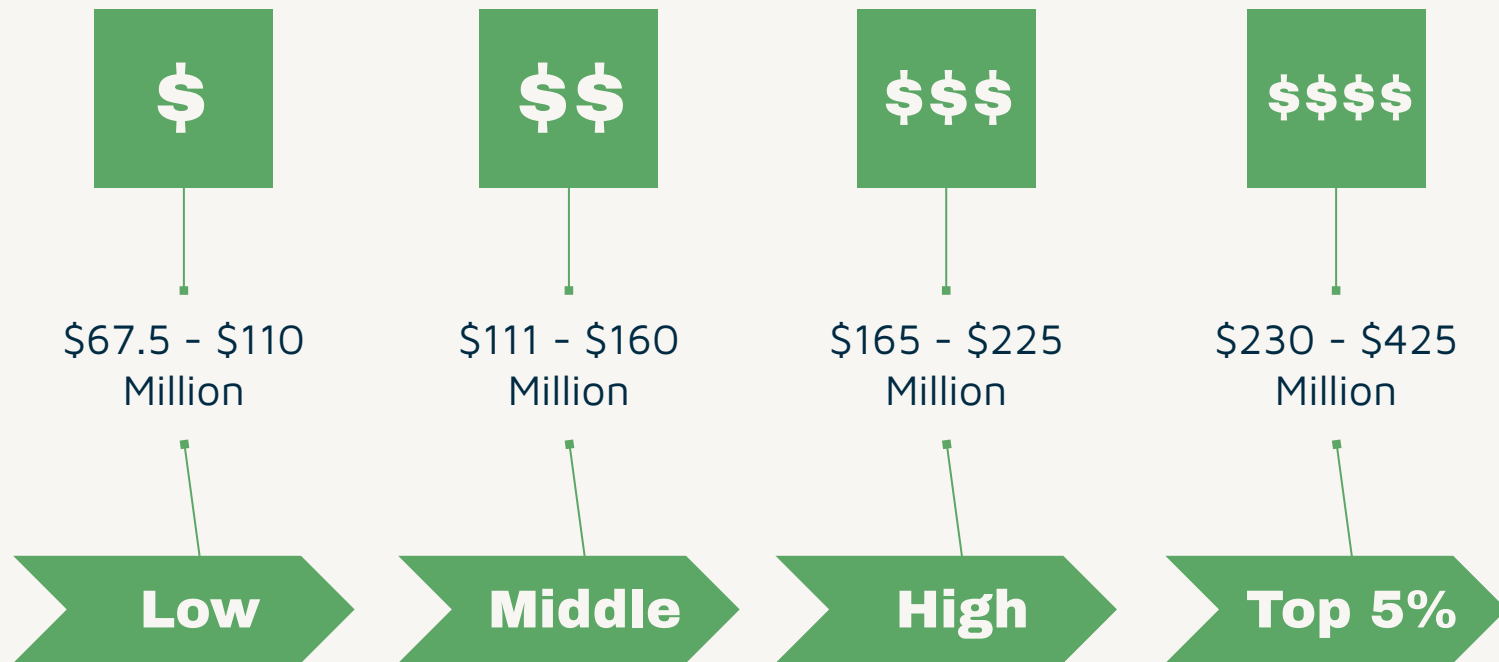 $
$$
$$$
$$$$
$67.5 - $110
Million
$111 - $160
Million
$165 - $225
Million
$230 - $425
Million
Low
Middle
High
Top 5%